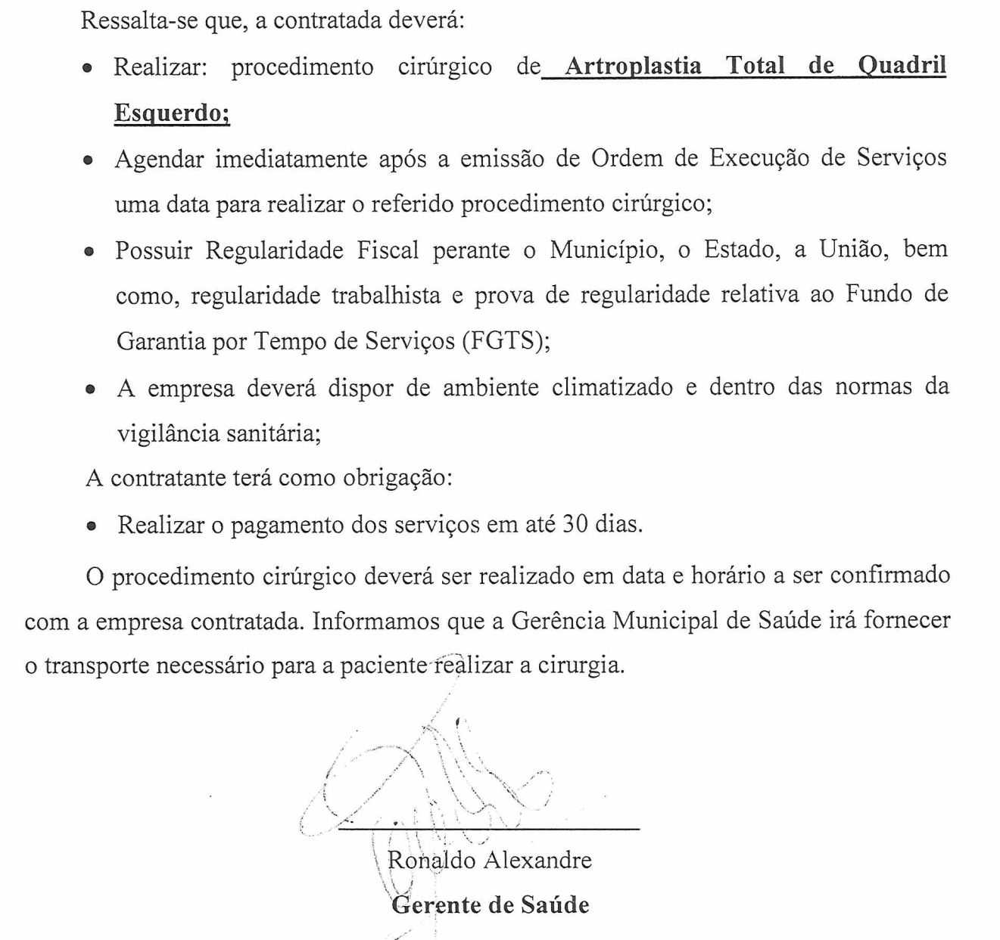 Ressalta-se que, a contratada deverá:
• Realizar: procedimento cirúrgico de Artroplastia Total de Quadril
Esquerdo;
• Agendar imediatamente após a emissão de Ordem de Execução de Serviços
uma data para realizar o referido procedimento cirúrgico;
• Possuir Regularidade Fiscal perante o Município, o Estado, a União, bem
como, regularidade trabalhista e prova de regularidade relativa ao Fundo de
Garantia por Tempo de Serviços (FGTS);
• A empresa deverá dispor de ambiente climatizado e dentro das normas da
vigilância sanitária;
A contratante terá como obrigação:
• Realizar o pagamento dos serviços em até 30 dias.
O procedimento cirúrgico deverá ser realizado em data e horário a ser confirmado
com a empresa contratada. Informamos que a Gerência Municipal de Saúde irá fornecer
o transporte necessário para a paciente realizar a cirurgia.
Ronaldo Alexandre
Gerente de Saúde